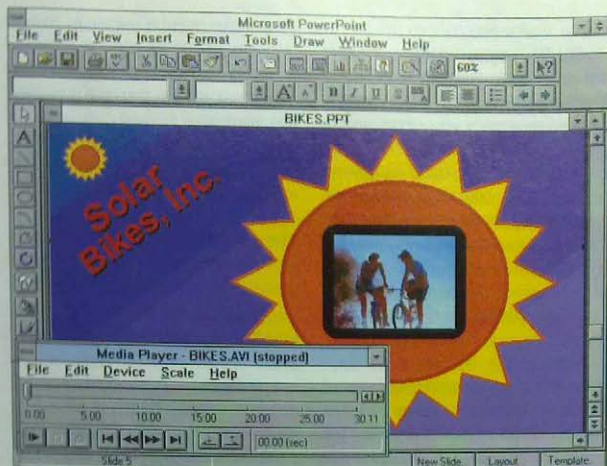 Microsoft PowerPoint
File Edit View Insert Format Tools Draw Window Help
60%
BIKES.PPT
Solar
Bikes, Inc.
Media Player - BIKES.AVI (stopped)
File Edit Device Scale Help
0.00 5.00 10.00 15.00 20.00 25.00 30.11
00.00 (sec)
Slide 5 New Slide Layout Template